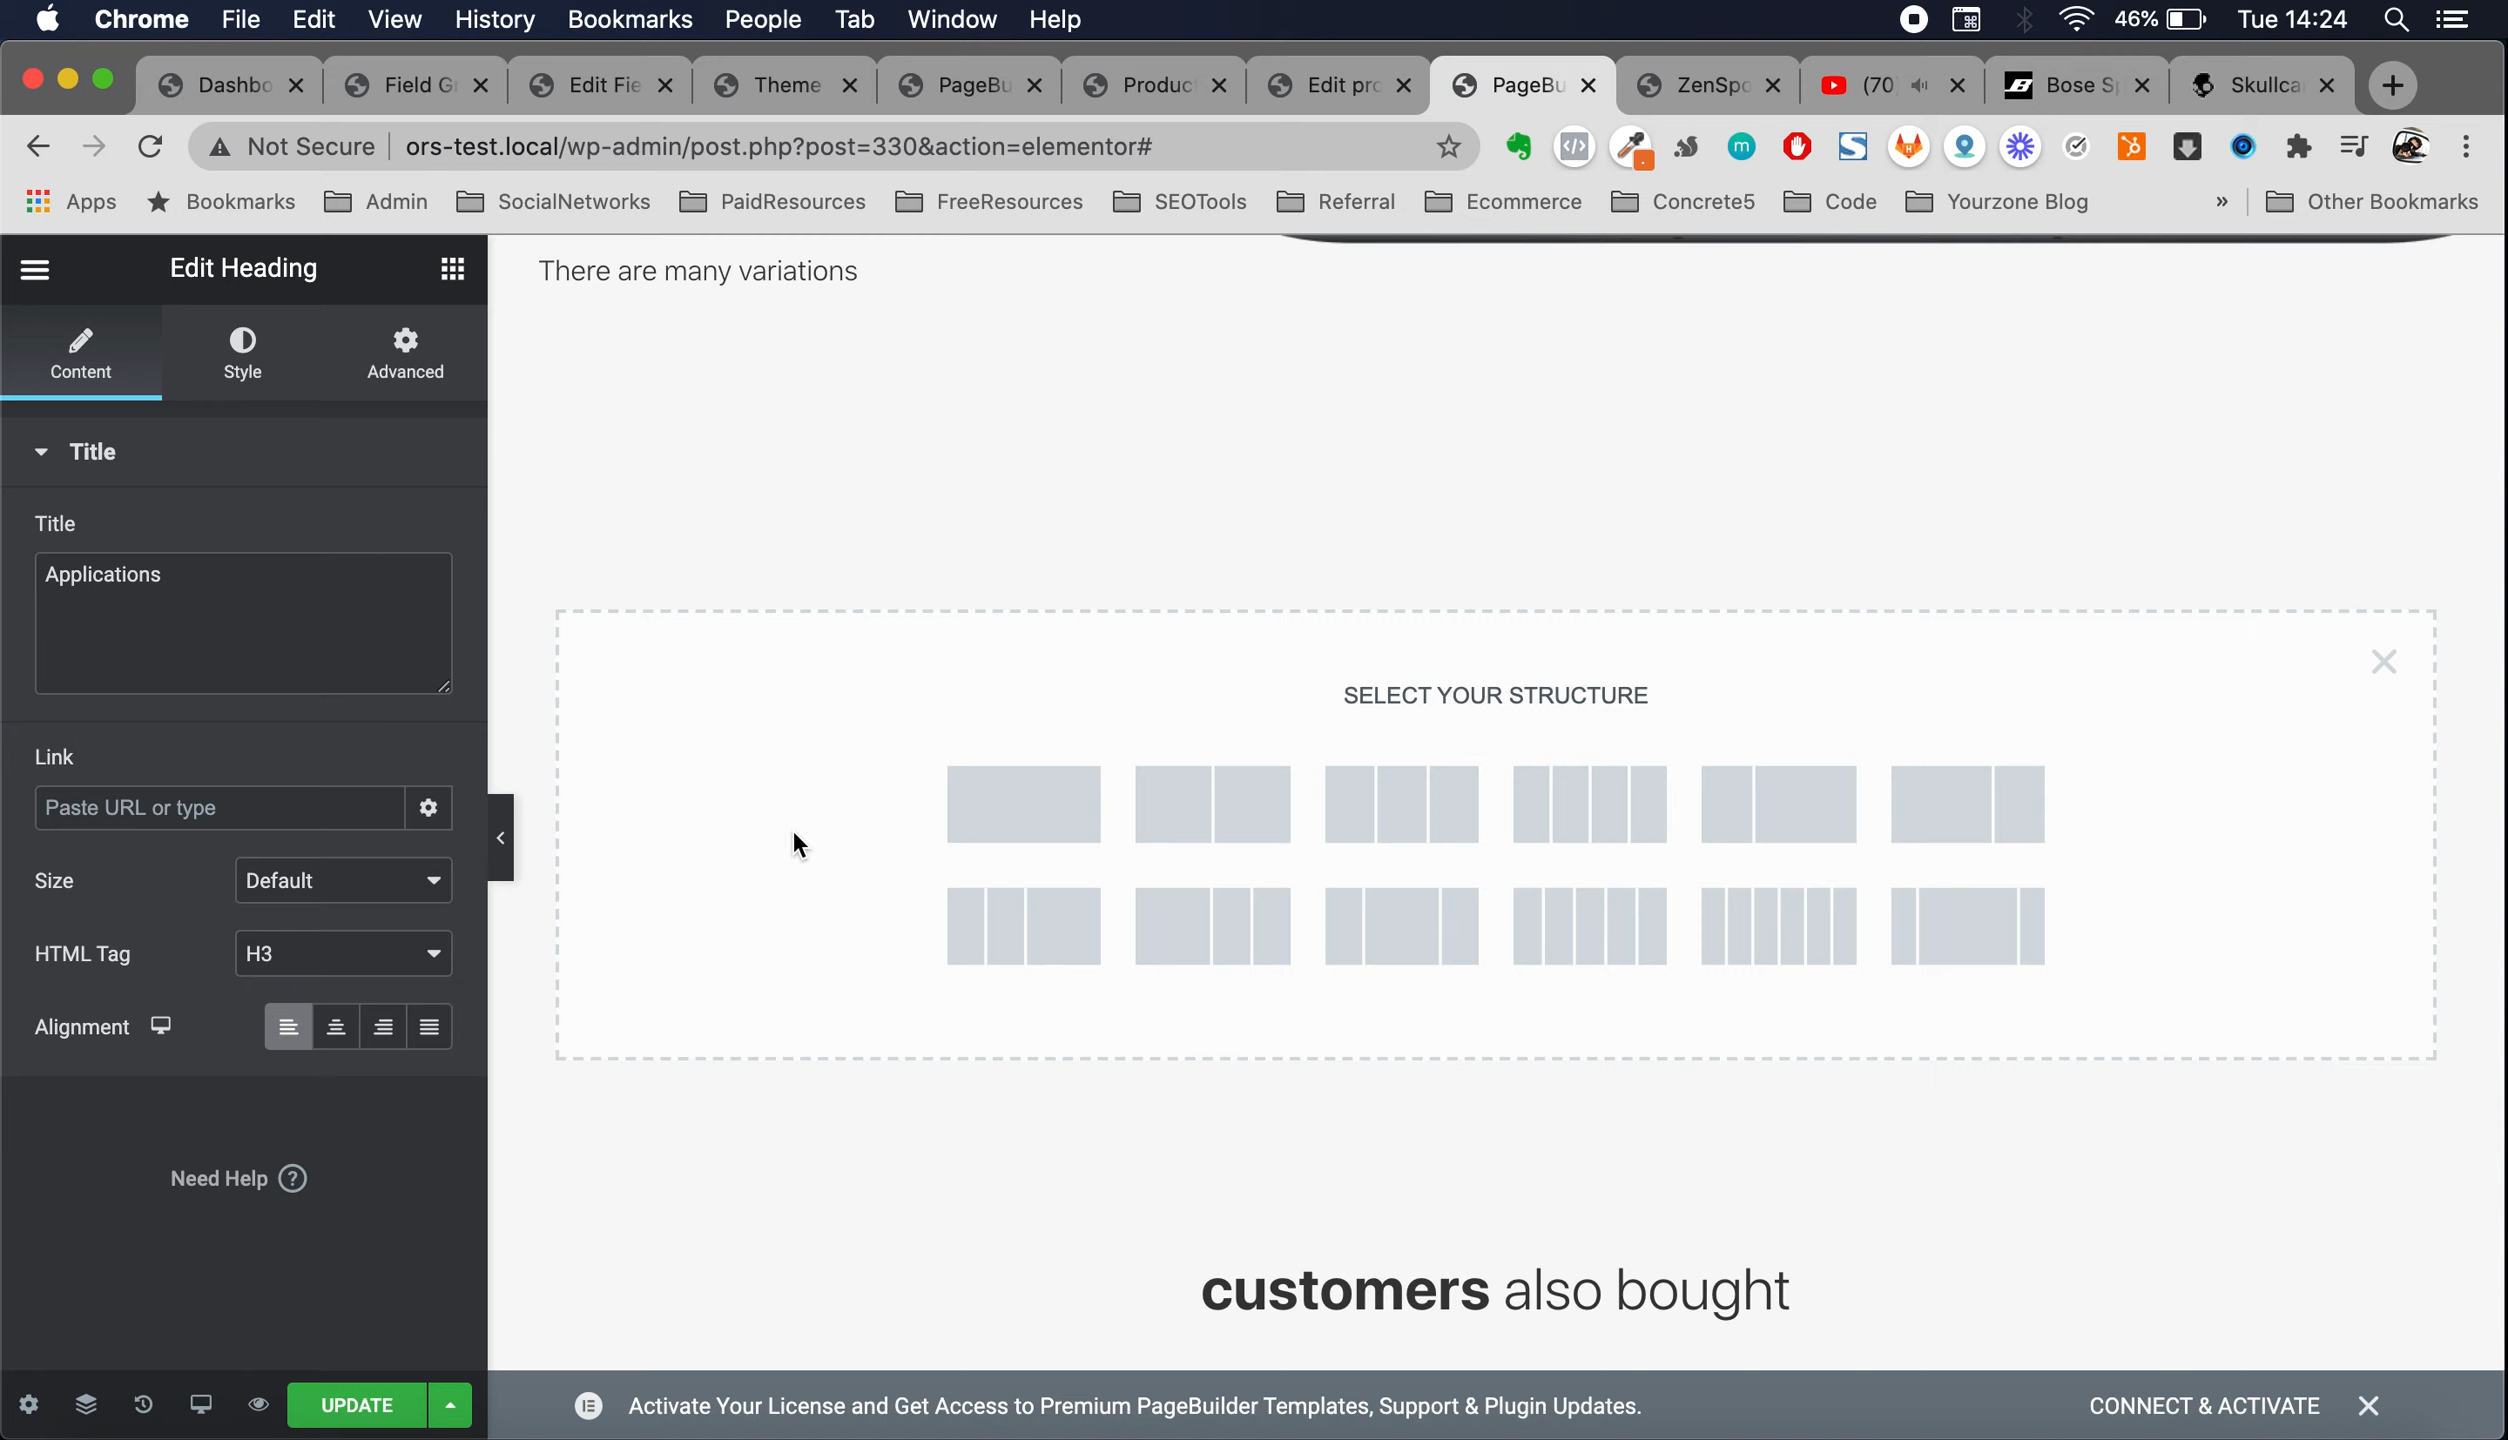 Chrome File Edit View History Bookmarks People Tab Window Help 46% Tue 14:24
Dashbo Field G Edit Fie Theme PageBu Produc Edit pro PageBu ZenSpo (70 Bose S Skullca
Not Secure ors-test.local/wp-admin/post.php?post=330&action=elementor#
Apps Bookmarks Admin SocialNetworks PaidResources FreeResources SEOTools Referral Ecommerce Concrete5 Code Yourzone Blog » Other Bookmarks
Edit Heading
There are many variations
Content Style Advanced
Title
Title
Applications
SELECT YOUR STRUCTURE
Link
Paste URL or type
Size Default
HTML Tag H3
Alignment
Need Help ?
customers also bought
UPDATE
Activate Your License and Get Access to Premium PageBuilder Templates, Support & Plugin Updates. CONNECT & ACTIVATE